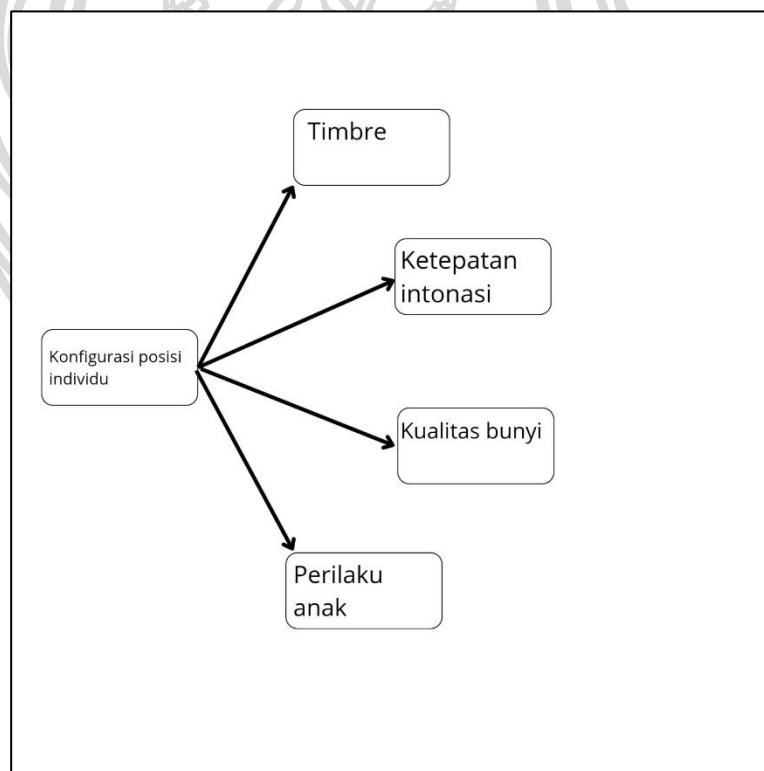 Timbre
Ketepatan
intonasi
Konfigurasi posisi
individu
Kualitas bunyi
Perilaku
anak